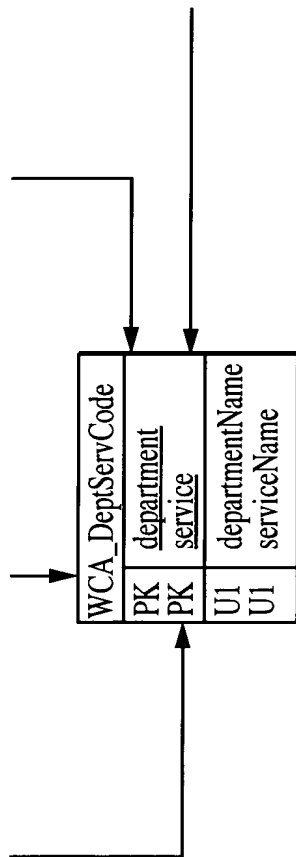 WCA_DeptServCode
PK department
PK service
U1 departmentName
U1 serviceName